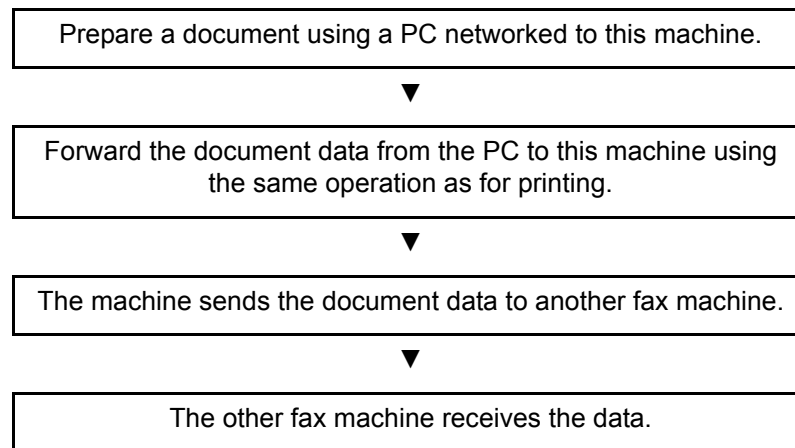 Prepare a document using a PC networked to this machine.
▼
Forward the document data from the PC to this machine using
the same operation as for printing.
▼
The machine sends the document data to another fax machine.
▼
The other fax machine receives the data.